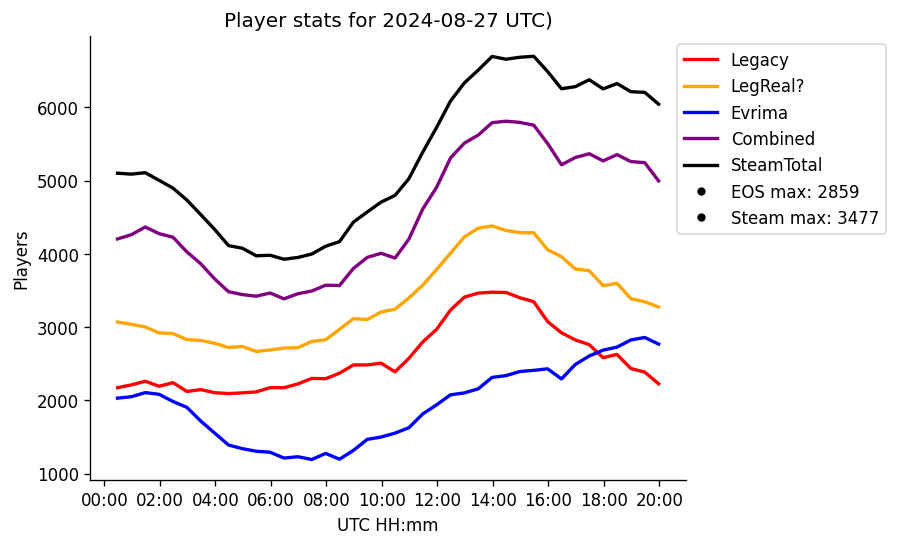 Player stats for 2024-08-27 UTC)
Legacy
LegReal?
Evrima
Combined
SteamTotal
EOS max: 2859
Steam max: 3477
Players
6000
5000
4000
3000
2000
1000
00:00 02:00 04:00 06:00 08:00 10:00 12:00 14:00 16:00 18:00 20:00
UTC HH:mm